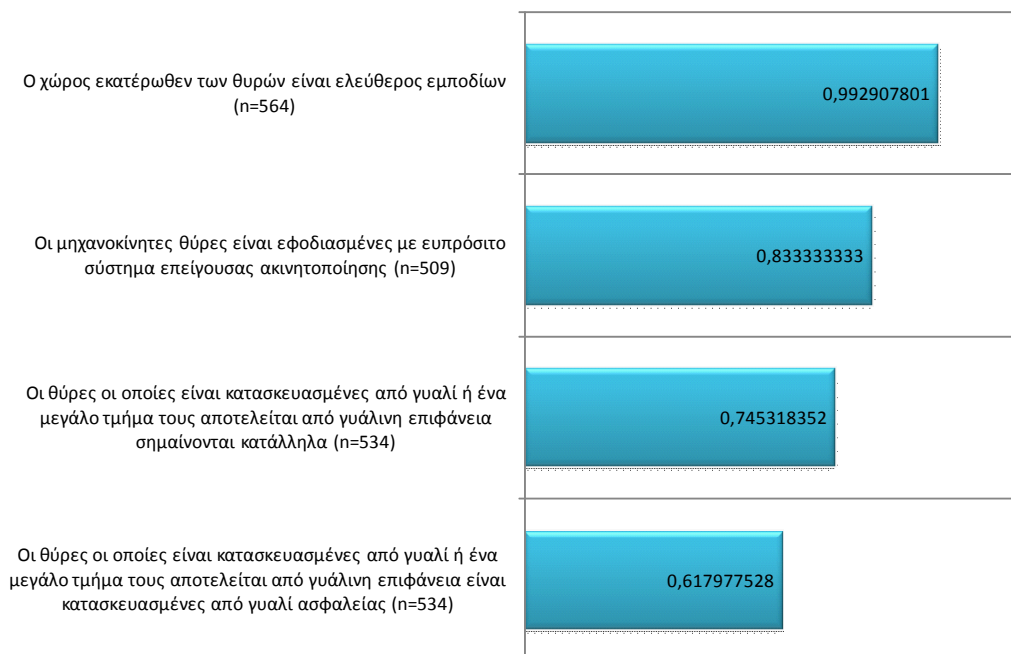 Ο χώρος εκατέρωθεν των θυρών είναι ελεύθερος εμποδίων
(n=564)
0,992907801
Οι μηχανοκίνητες θύρες είναι εφοδιασμένες με ευπρόσιτο
σύστημα επείγουσας ακινητοποίησης (n=509)
0,833333333
Οι θύρες οι οποίες είναι κατασκευασμένες από γυαλί ή ένα
μεγάλο τμήμα τους αποτελείται από γυάλινη επιφάνεια
σημαίνονται κατάλληλα (n=534)
0,745318352
Οι θύρες οι οποίες είναι κατασκευασμένες από γυαλί ή ένα
μεγάλο τμήμα τους αποτελείται από γυάλινη επιφάνεια είναι
κατασκευασμένες από γυαλί ασφαλείας (n=534)
0,617977528